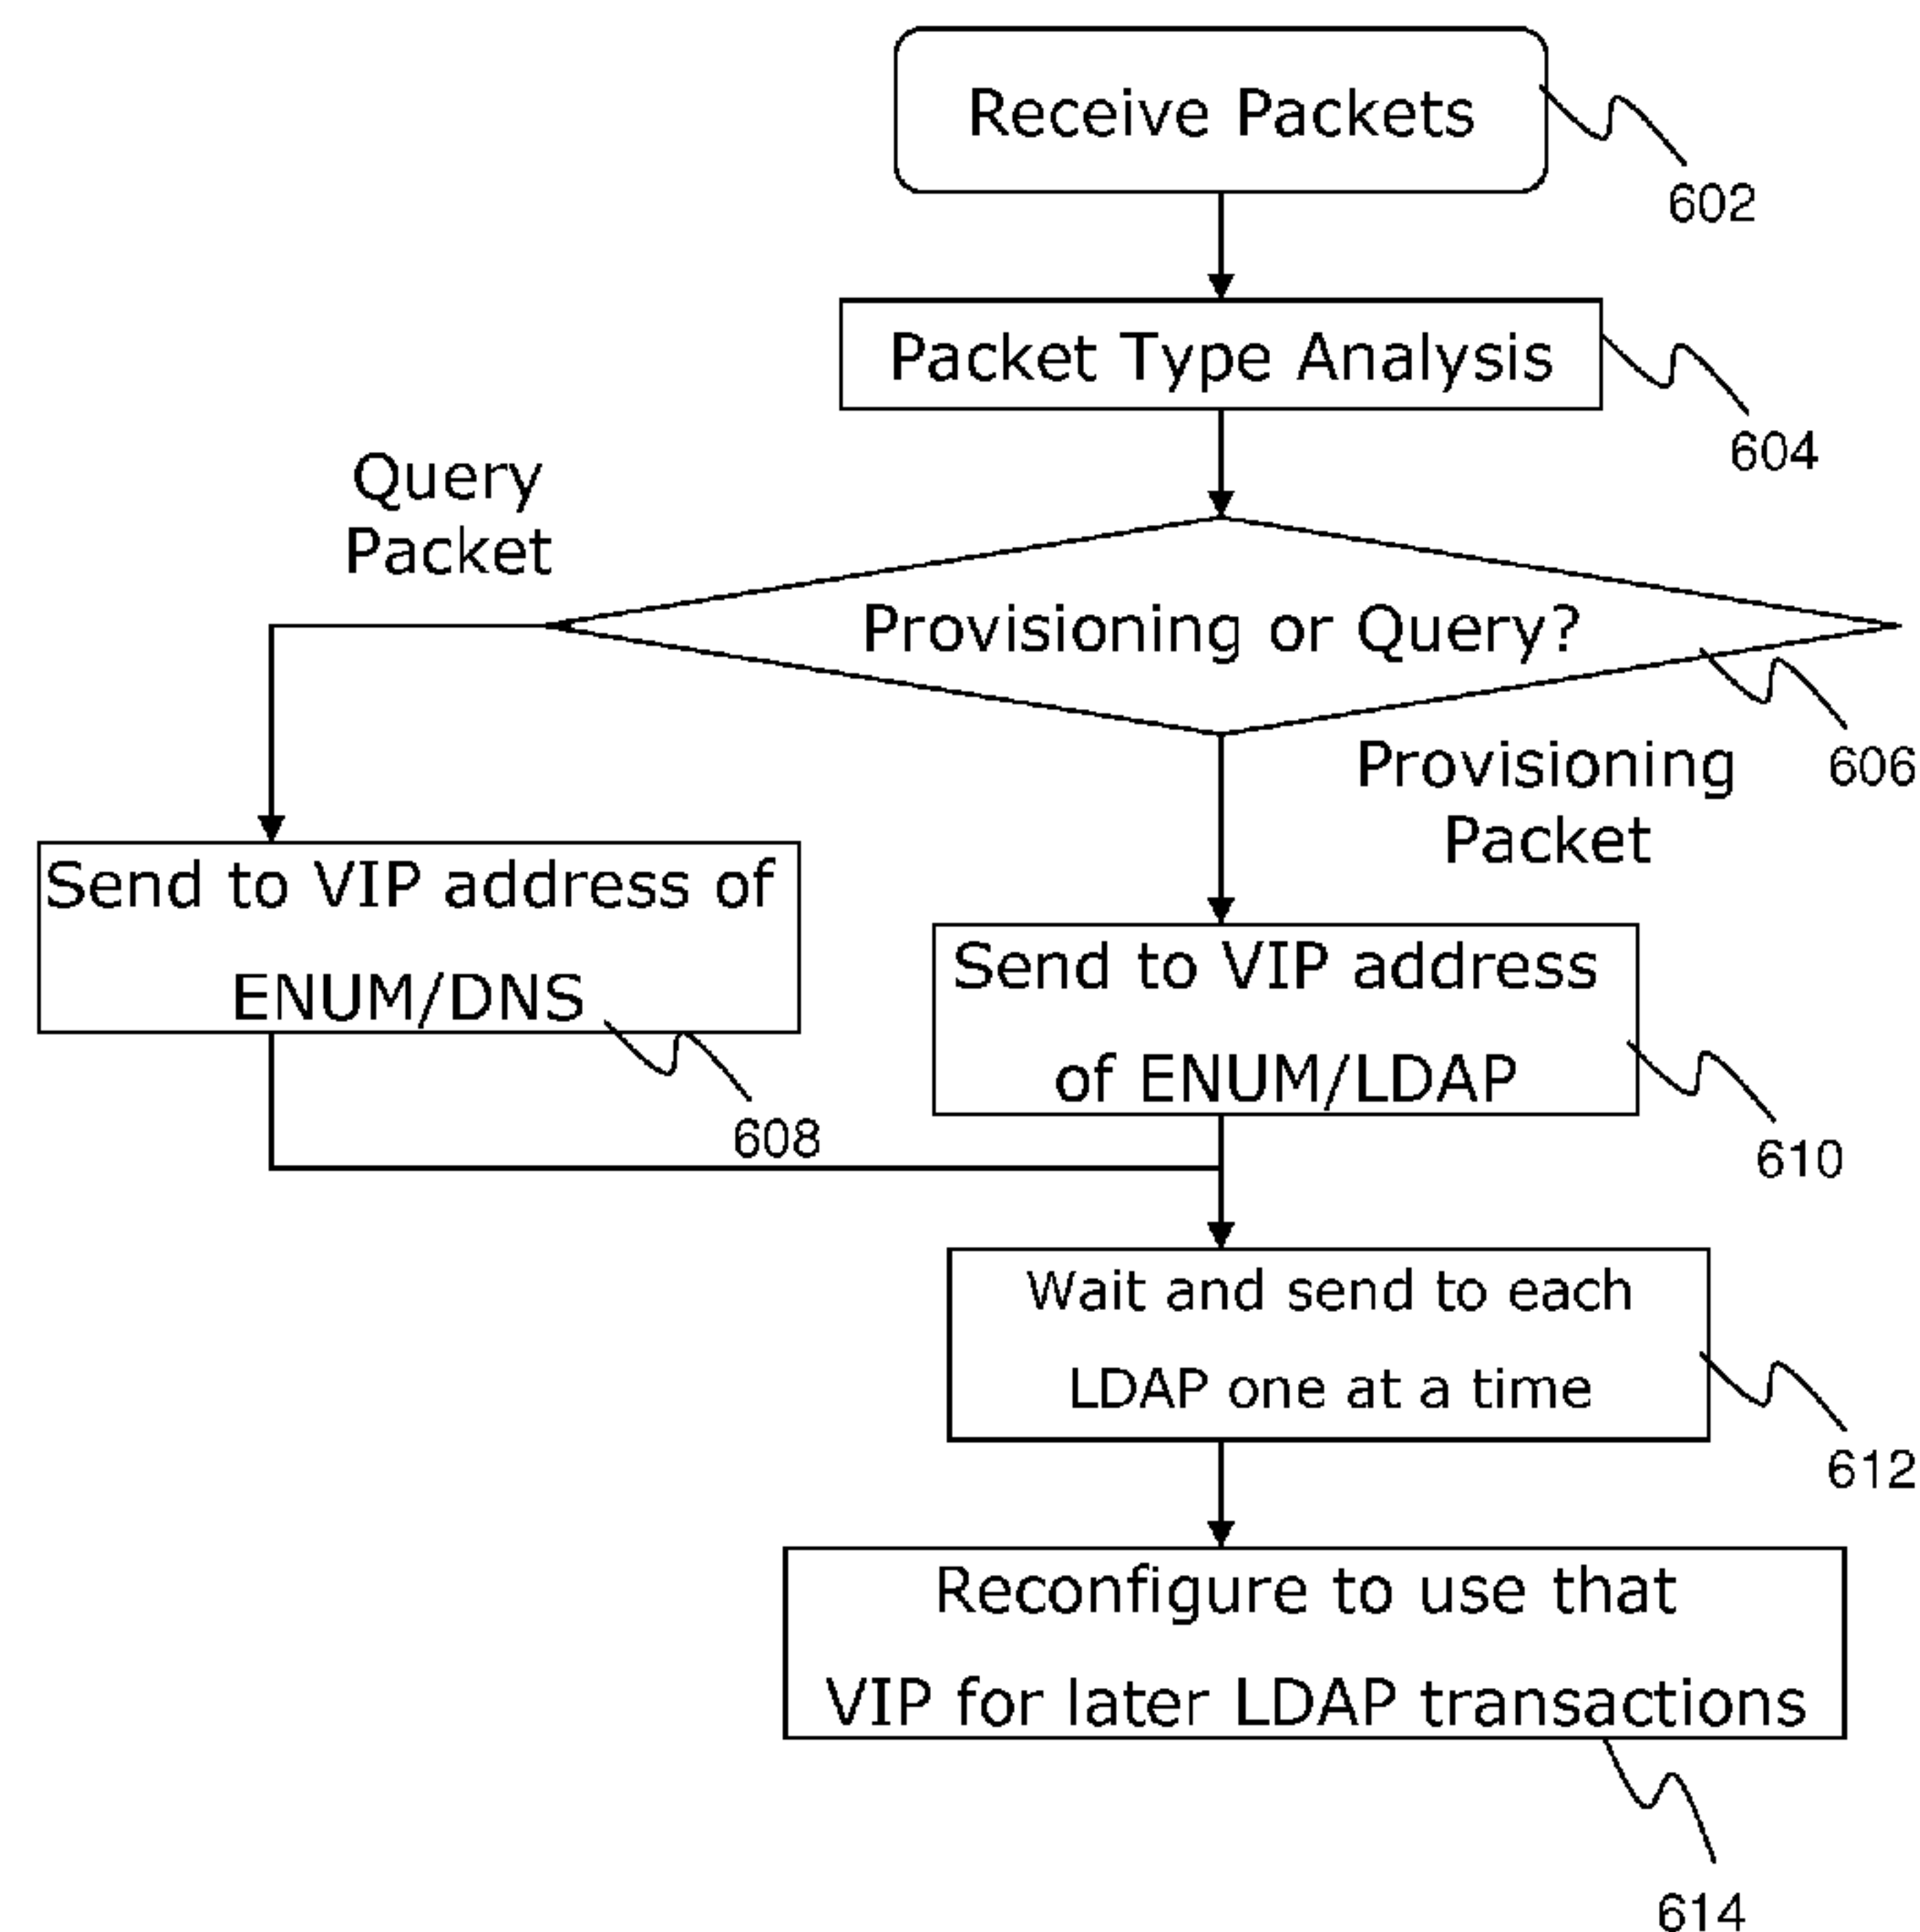 Receive Packets
602
Packet Type Analysis
604
Query
Packet
Provisioning or Query?
606
Provisioning
Packet
Send to VIP address of
ENUM/DNS
608
Send to VIP address
of ENUM/LDAP
610
Wait and send to each
LDAP one at a time
612
Reconfigure to use that
VIP for later LDAP transactions
614